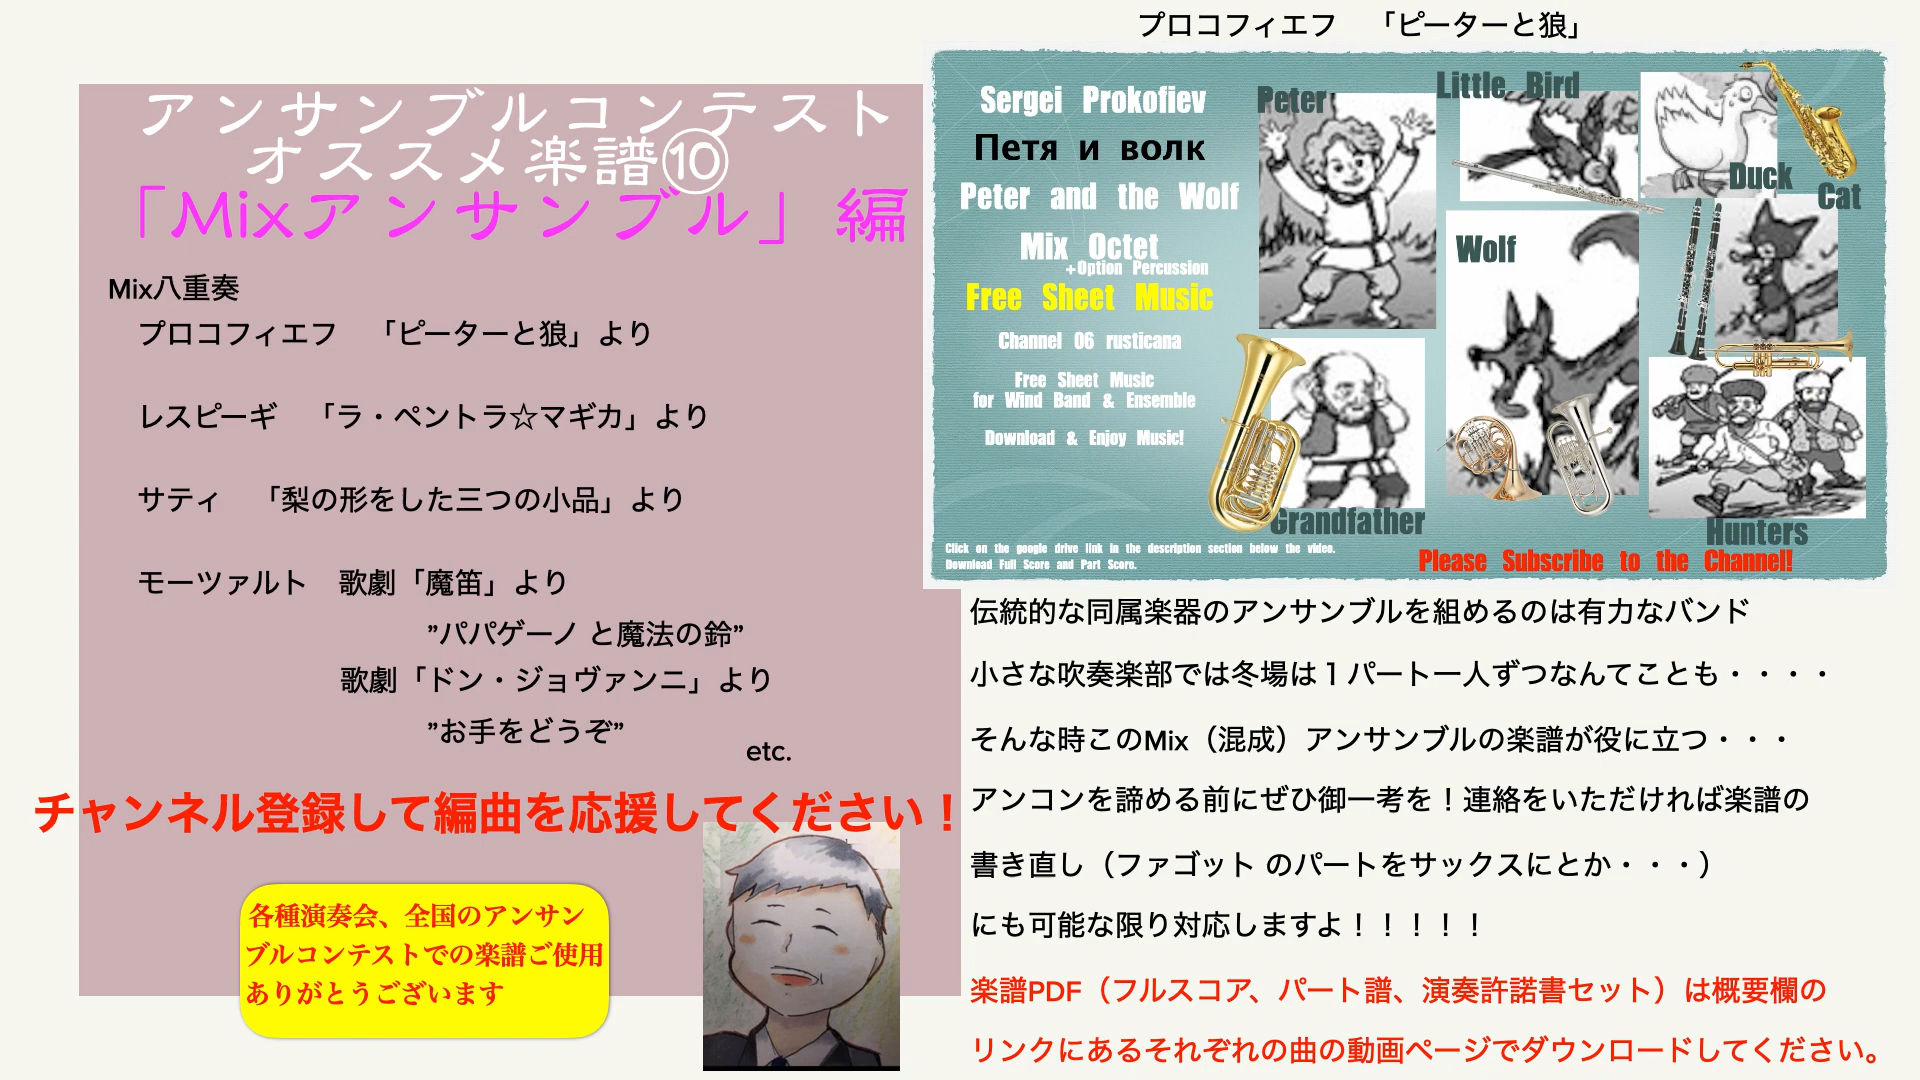 アンサンブルコンテスト
オススメ楽譜⑩
「Mixアンサンブル」編
Mix八重奏
プロコフィエフ 「ピーターと狼」より
レスピーギ 「ラ・ペントラ☆マギカ」より
サティ 「梨の形をした三つの小品」より
モーツァルト 歌劇「魔笛」より
”パパゲーノ と魔法の鈴”
歌劇「ドン・ジョヴァンニ」より
”お手をどうぞ”
etc.
チャンネル登録して編曲を応援してください！
各種演奏会、全国のアンサン
ブルコンテストでの楽譜ご使用
ありがとうございます
プロコフィエフ 「ピーターと狼」
Sergei Prokofiev
Петя и волк
Peter and the Wolf
Mix Octet
+Option Percussion
Free Sheet Music
Channel 06 rusticana
Free Sheet Music
for Wind Band & Ensemble
Download & Enjoy Music!
Peter
Little Bird
Duck
Cat
Wolf
Grandfather
Hunters
Click on the google drive link in the description section below the video.
Download Full Score and Part Score.
Please Subscribe to the Channel!
伝統的な同属楽器のアンサンブルを組めるのは有力なバンド
小さな吹奏楽部では冬場は１パート一人ずつなんてことも・・・・
そんな時このMix（混成）アンサンブルの楽譜が役に立つ・・・
アンコンを諦める前にぜひ御一考を！連絡をいただければ楽譜の
書き直し（ファゴット のパートをサックスにとか・・・）
にも可能な限り対応しますよ！！！！！
楽譜PDF（フルスコア、パート譜、演奏許諾書セット）は概要欄の
リンクにあるそれぞれの曲の動画ページでダウンロードしてください。